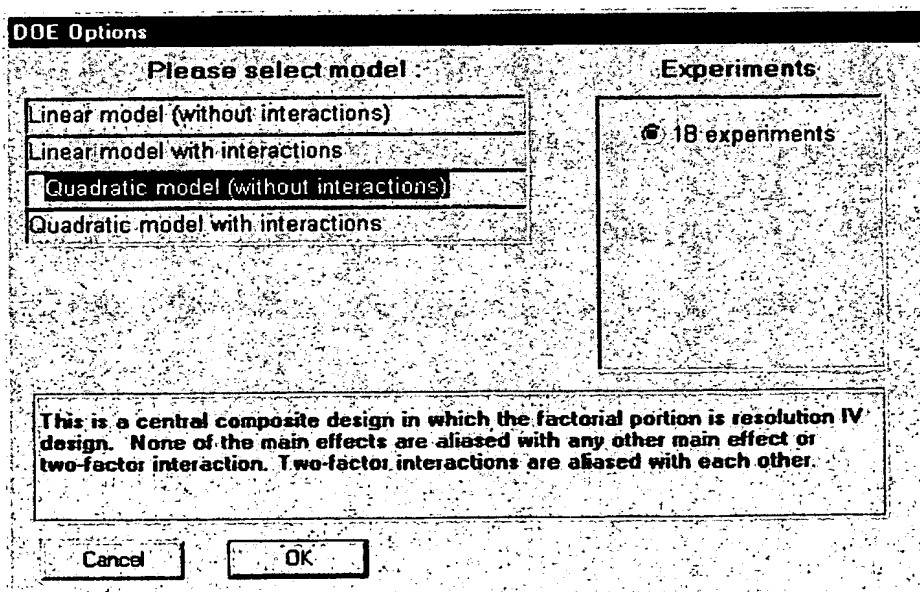 DOE Options
Please select model :
Experiments
Linear model (without interactions)
Linear model with interactions
Quadratic model (without interactions)
Quadratic model with interactions
18 experiments
This is a central composite design in which the factorial portion is resolution IV
design. None of the main effects are aliased with any other main effect or
two-factor interaction. Two-factor interactions are aliased with each other.
Cancel
OK